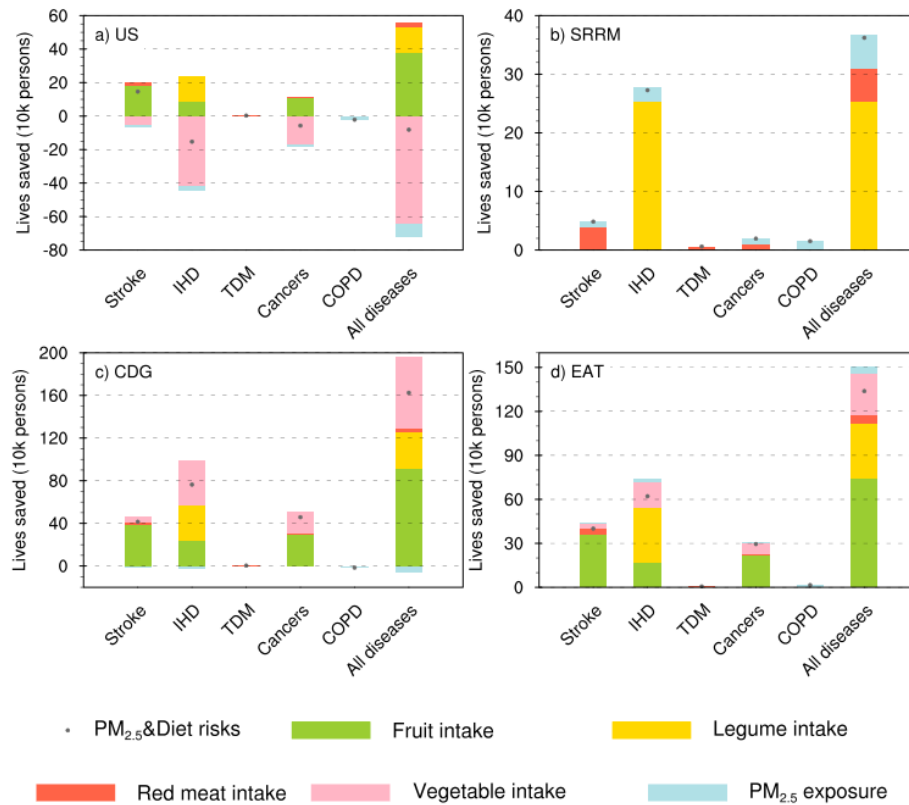 a) US
Lives saved (10k persons)
60
40
20
0
-20
-40
-60
-80
Stroke
IHD
TDM
Cancers
COPD
All diseases
b) SRRM
Lives saved (10k persons)
40
30
20
10
0
Stroke
IHD
TDM
Cancers
COPD
All diseases
c) CDG
Lives saved (10k persons)
200
160
120
80
40
0
Stroke
IHD
TDM
Cancers
COPD
All diseases
d) EAT
Lives saved (10k persons)
150
120
90
60
30
0
Stroke
IHD
TDM
Cancers
COPD
All diseases
PM2.5&Diet risks
Fruit intake
Legume intake
Red meat intake
Vegetable intake
PM2.5 exposure